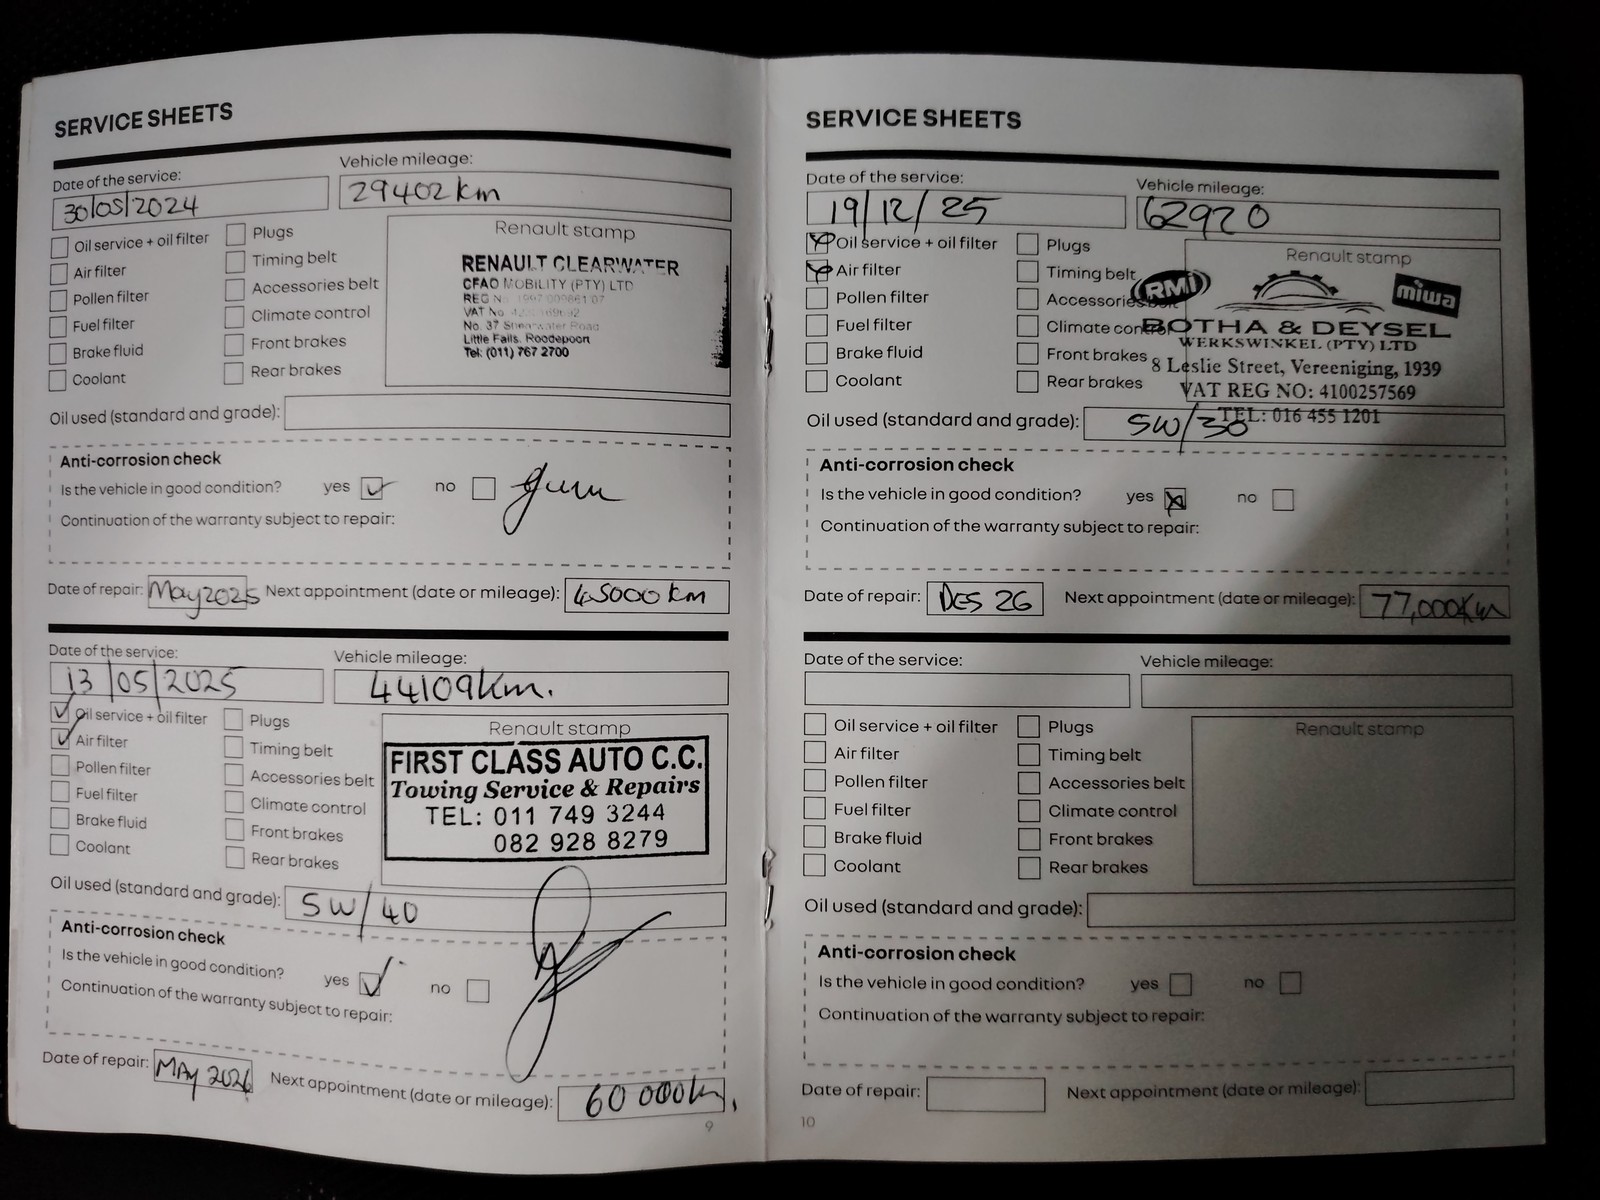 SERVICE SHEETS
Date of the service:
Vehicle mileage:
30/05/2024
29402 km
Oil service + oil filter
Plugs
Air filter
Timing belt
Pollen filter
Accessories belt
Fuel filter
Climate control
Brake fluid
Front brakes
Coolant
Rear brakes
Renault stamp
RENAULT CLEARWATER
CFAO MOBILITY (PTY) LTD
REG No
VAT No.
No. 37 Shearwater Road
Little Falls. Roodepoort
Tel: (011) 767 2700
Oil used (standard and grade):
Anti-corrosion check
Is the vehicle in good condition? yes no
Continuation of the warranty subject to repair:
Date of repair: May 2025 Next appointment (date or mileage): 45000 km
Date of the service:
Vehicle mileage:
13/05/2025
44109km.
Oil service + oil filter
Plugs
Air filter
Timing belt
Pollen filter
Accessories belt
Fuel filter
Climate control
Brake fluid
Front brakes
Coolant
Rear brakes
Renault stamp
FIRST CLASS AUTO C.C.
Towing Service & Repairs
TEL: 011 749 3244
082 928 8279
Oil used (standard and grade): 5W/40
Anti-corrosion check
Is the vehicle in good condition? yes no
Continuation of the warranty subject to repair:
Date of repair: MAY 2026 Next appointment (date or mileage): 60 000km.
9
SERVICE SHEETS
Date of the service:
Vehicle mileage:
19/12/25
62920
Oil service + oil filter
Plugs
Air filter
Timing belt
Pollen filter
Accessories belt
Fuel filter
Climate control
Brake fluid
Front brakes
Coolant
Rear brakes
Renault stamp
RMI
miwa
BOTHA & DEYSEL
WERKSWINKEL (PTY) LTD
8 Leslie Street, Vereeniging, 1939
VAT REG NO: 4100257569
TEL: 016 455 1201
Oil used (standard and grade): 5W/30
Anti-corrosion check
Is the vehicle in good condition? yes no
Continuation of the warranty subject to repair:
Date of repair: DES 26 Next appointment (date or mileage): 77,000Km
Date of the service:
Vehicle mileage:
Oil service + oil filter
Plugs
Air filter
Timing belt
Pollen filter
Accessories belt
Fuel filter
Climate control
Brake fluid
Front brakes
Coolant
Rear brakes
Renault stamp
Oil used (standard and grade):
Anti-corrosion check
Is the vehicle in good condition? yes no
Continuation of the warranty subject to repair:
Date of repair: Next appointment (date or mileage):
10